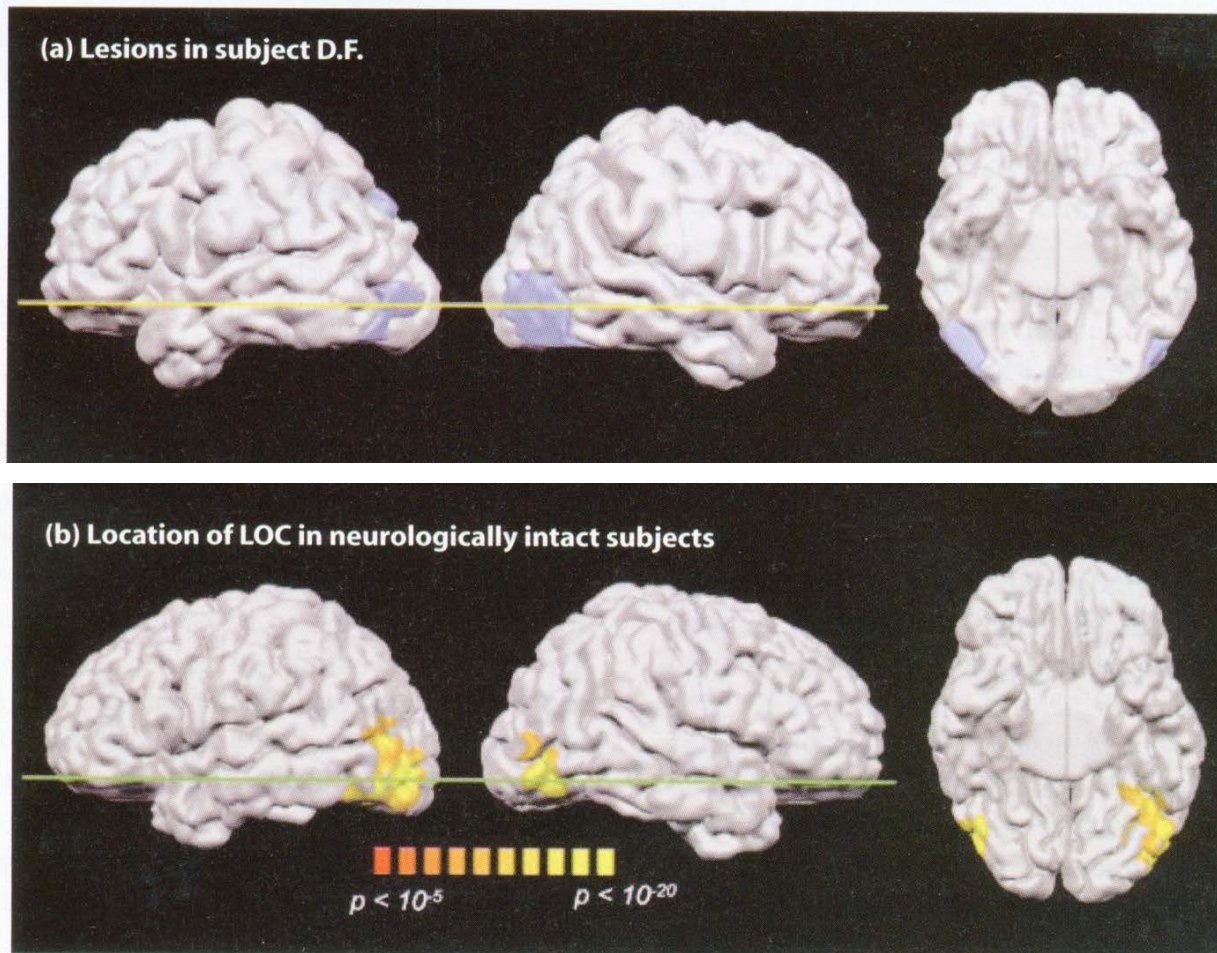 (a) Lesions in subject D.F.
(b) Location of LOC in neurologically intact subjects
p < 10-5
p < 10-20